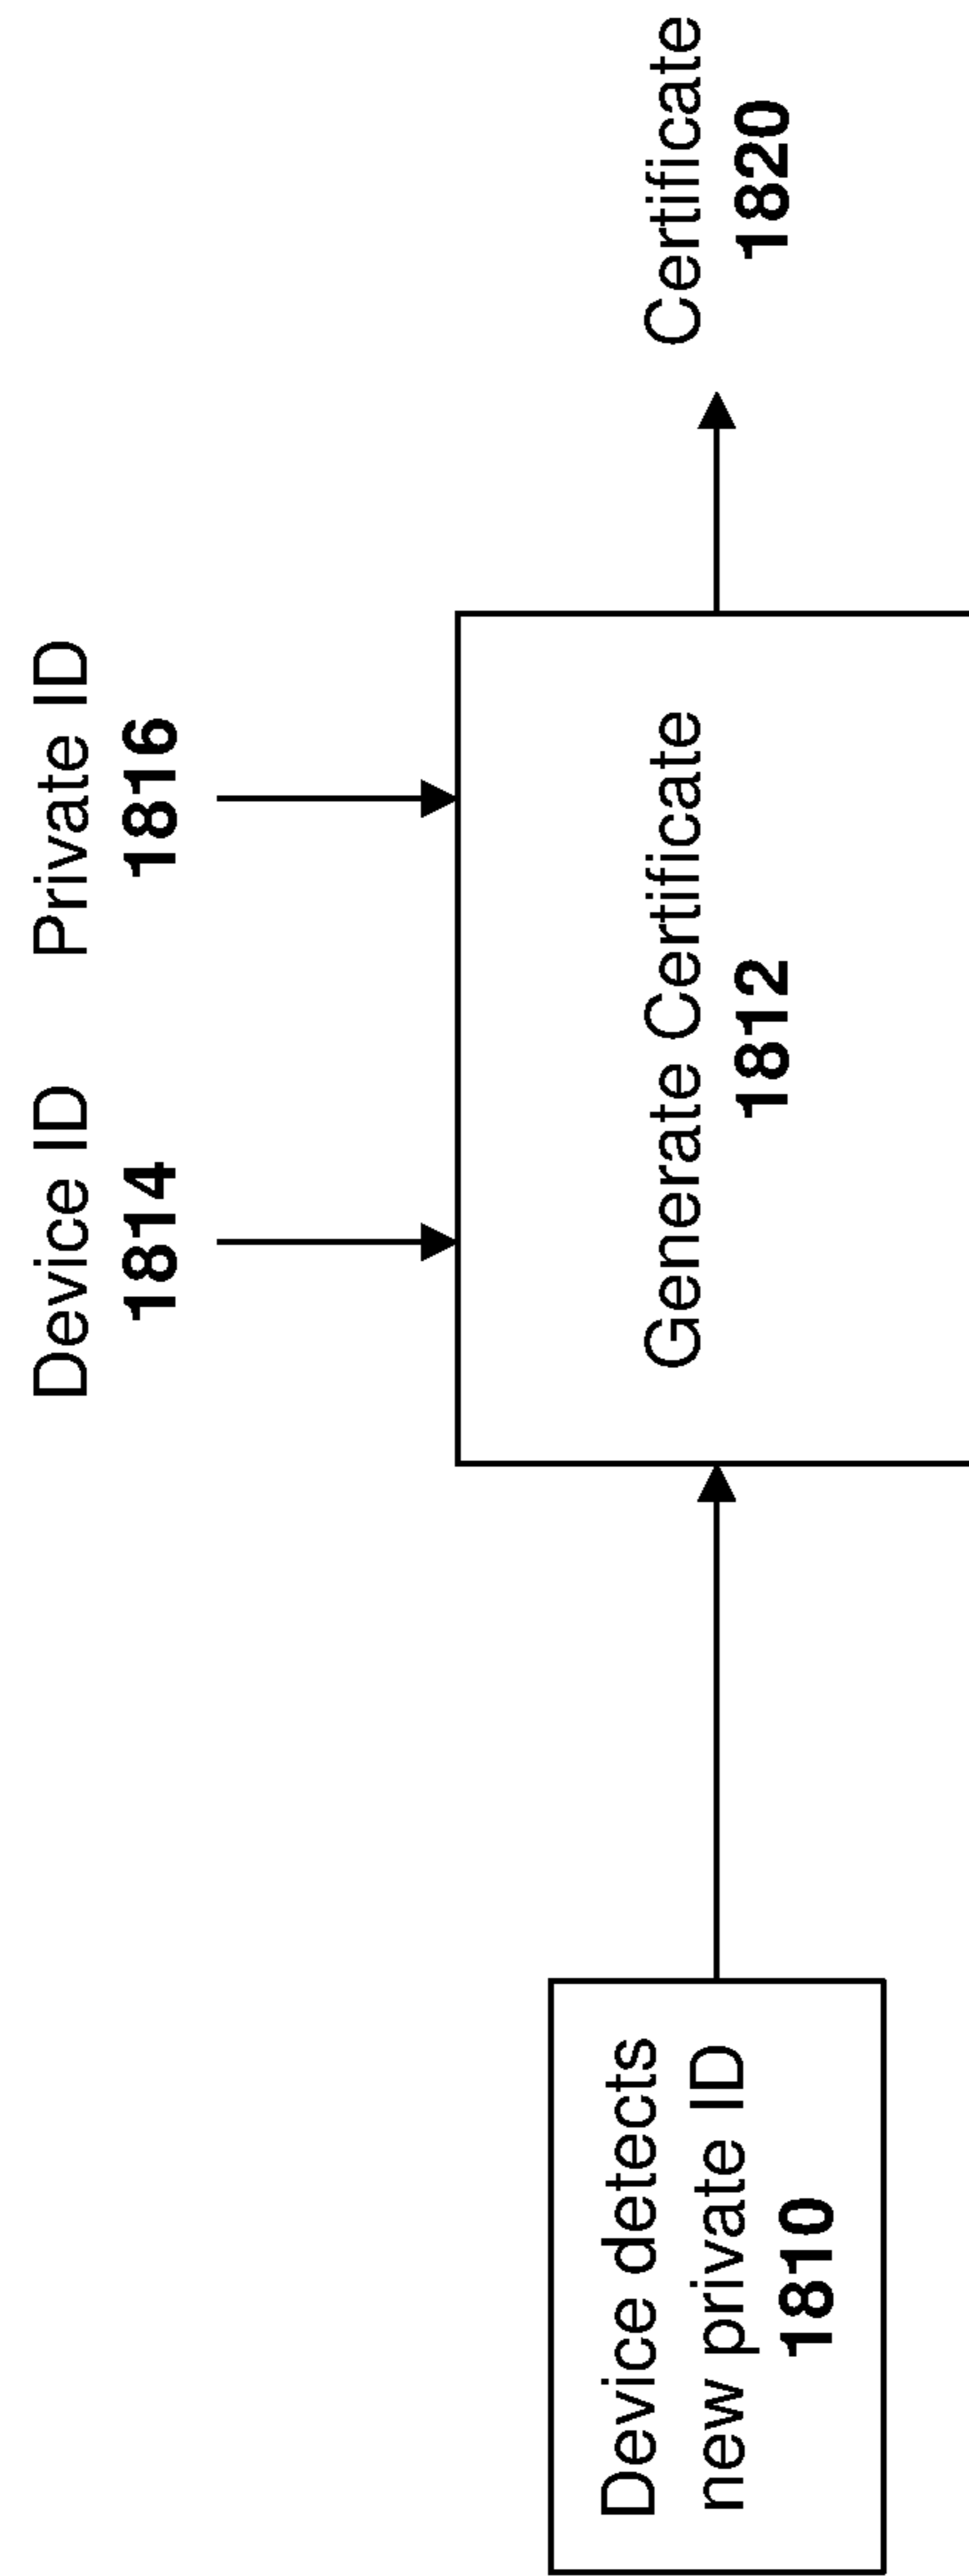 Device ID
1814
Private ID
1816
Device detects
new private ID
1810
Generate Certificate
1812
Certificate
1820